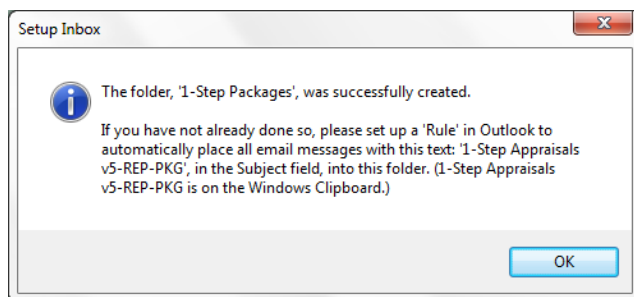 Setup Inbox
The folder, '1-Step Packages', was successfully created.
If you have not already done so, please set up a 'Rule' in Outlook to
automatically place all email messages with this text: '1-Step Appraisals
v5-REP-PKG', in the Subject field, into this folder. (1-Step Appraisals
v5-REP-PKG is on the Windows Clipboard.)
OK